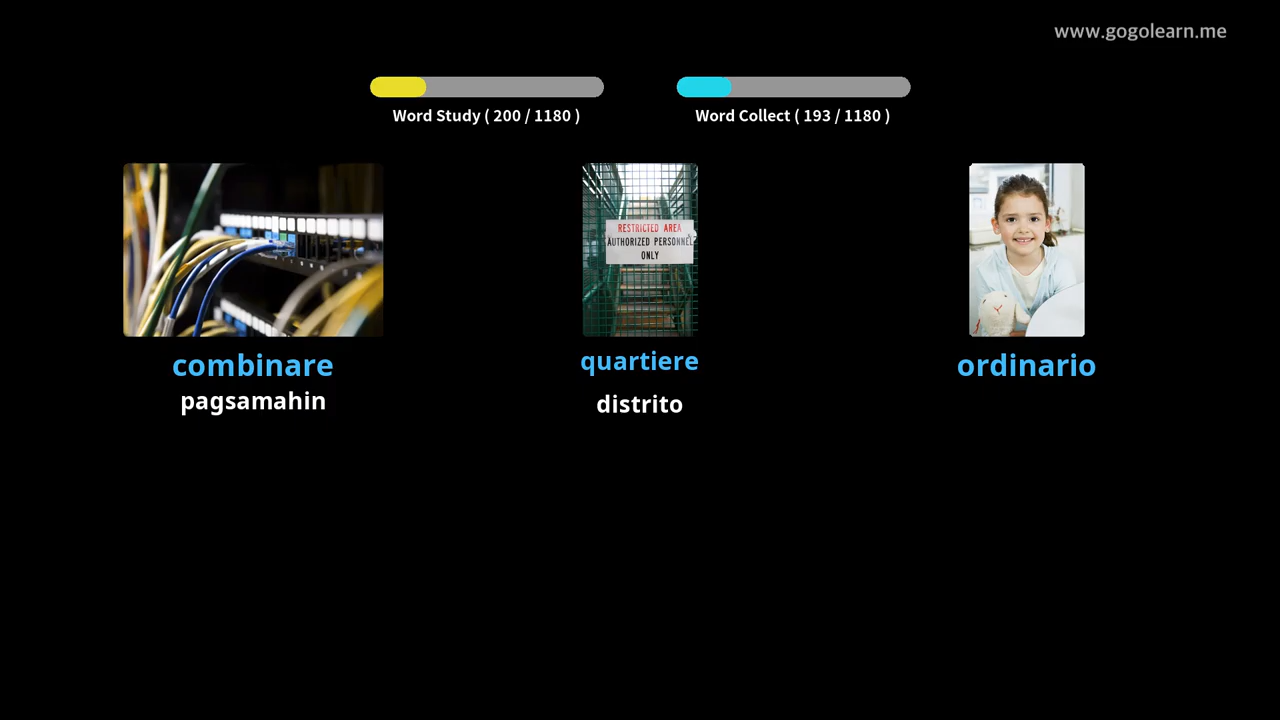 www.gogolearn.me
Word Study ( 200 / 1180 )
Word Collect ( 193 / 1180 )
RESTRICTED AREA
AUTHORIZED PERSONNEL
ONLY
combinare
pagsamahin
quartiere
distrito
ordinario